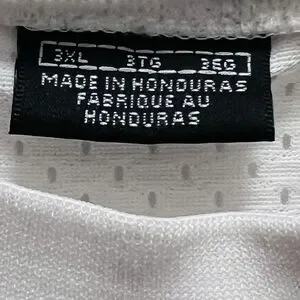 3XL 3TG 3EG
MADE IN HONDURAS
FABRIQUE AU
HONDURAS